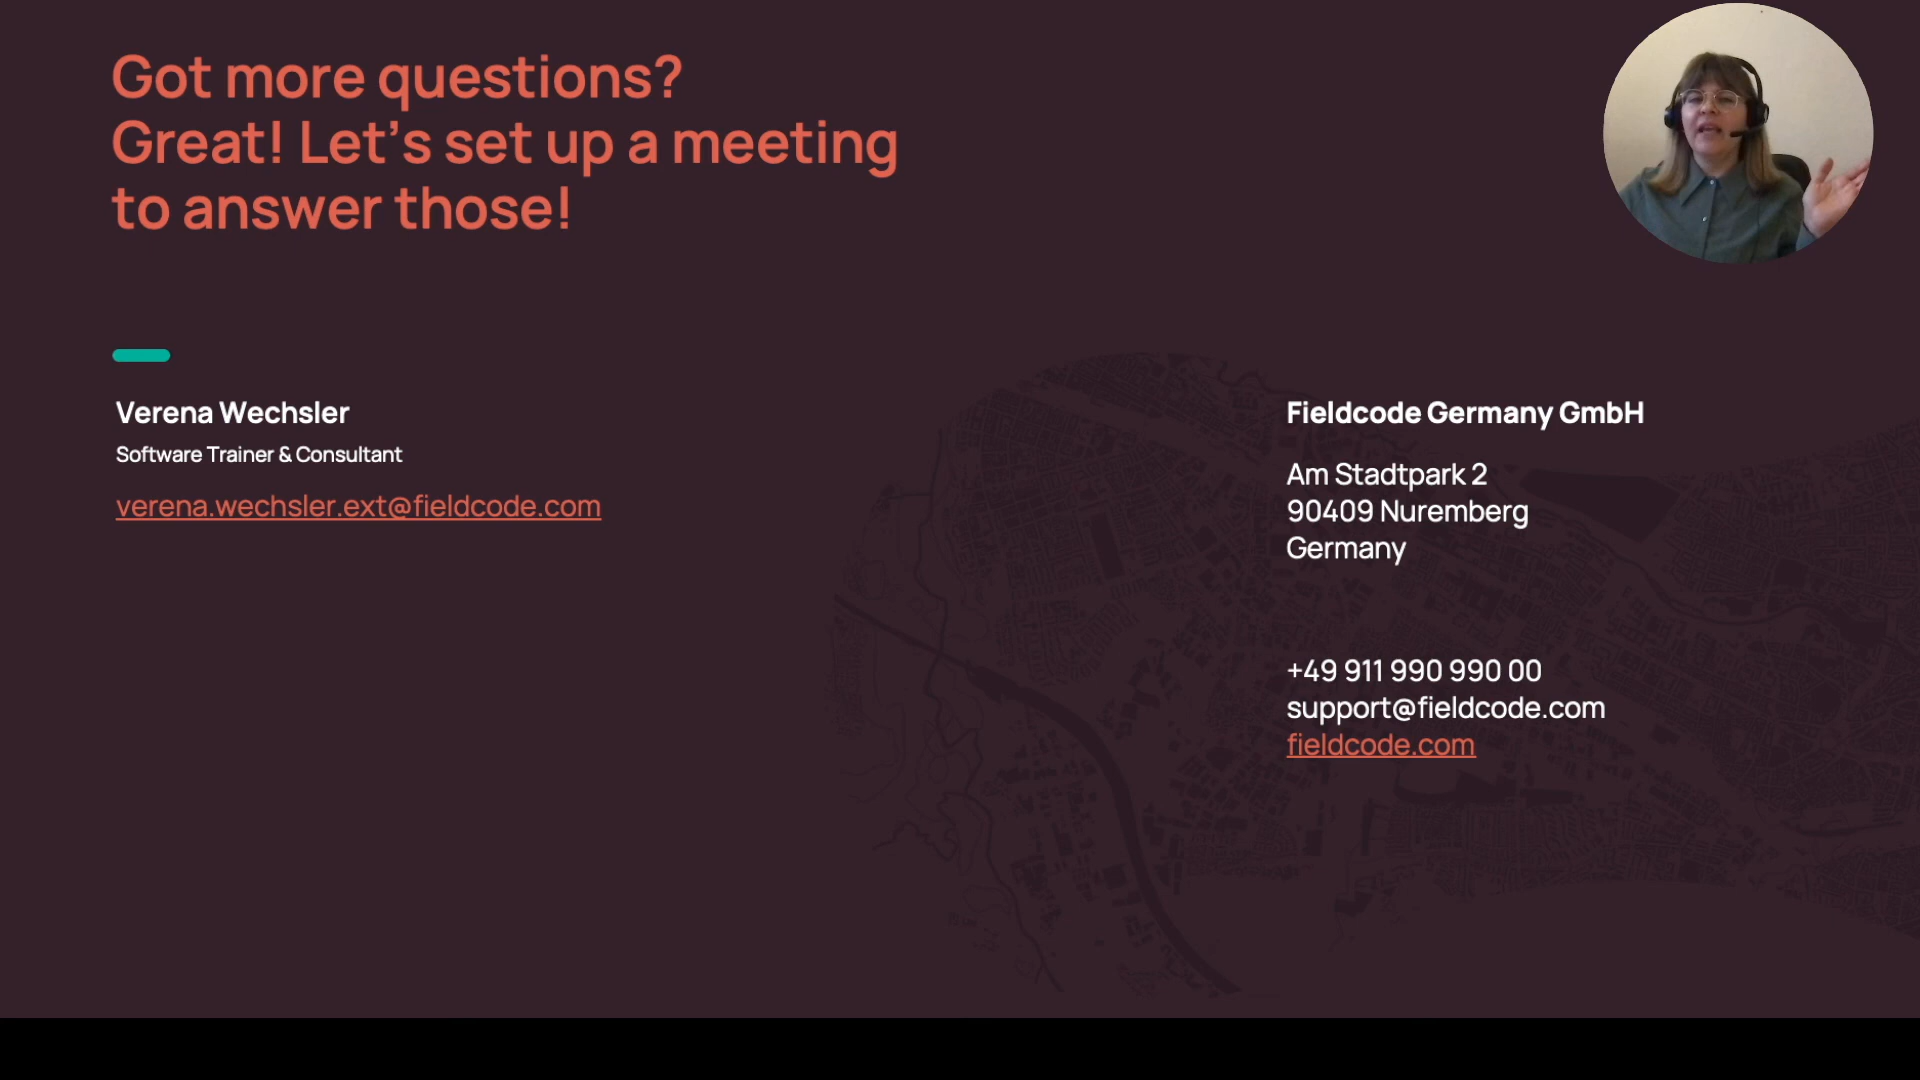 Got more questions?
Great! Let's set up a meeting
to answer those!
Verena Wechsler
Software Trainer & Consultant
verena.wechsler.ext@fieldcode.com
Fieldcode Germany GmbH
Am Stadtpark 2
90409 Nuremberg
Germany
+49 911 990 990 00
support@fieldcode.com
fieldcode.com